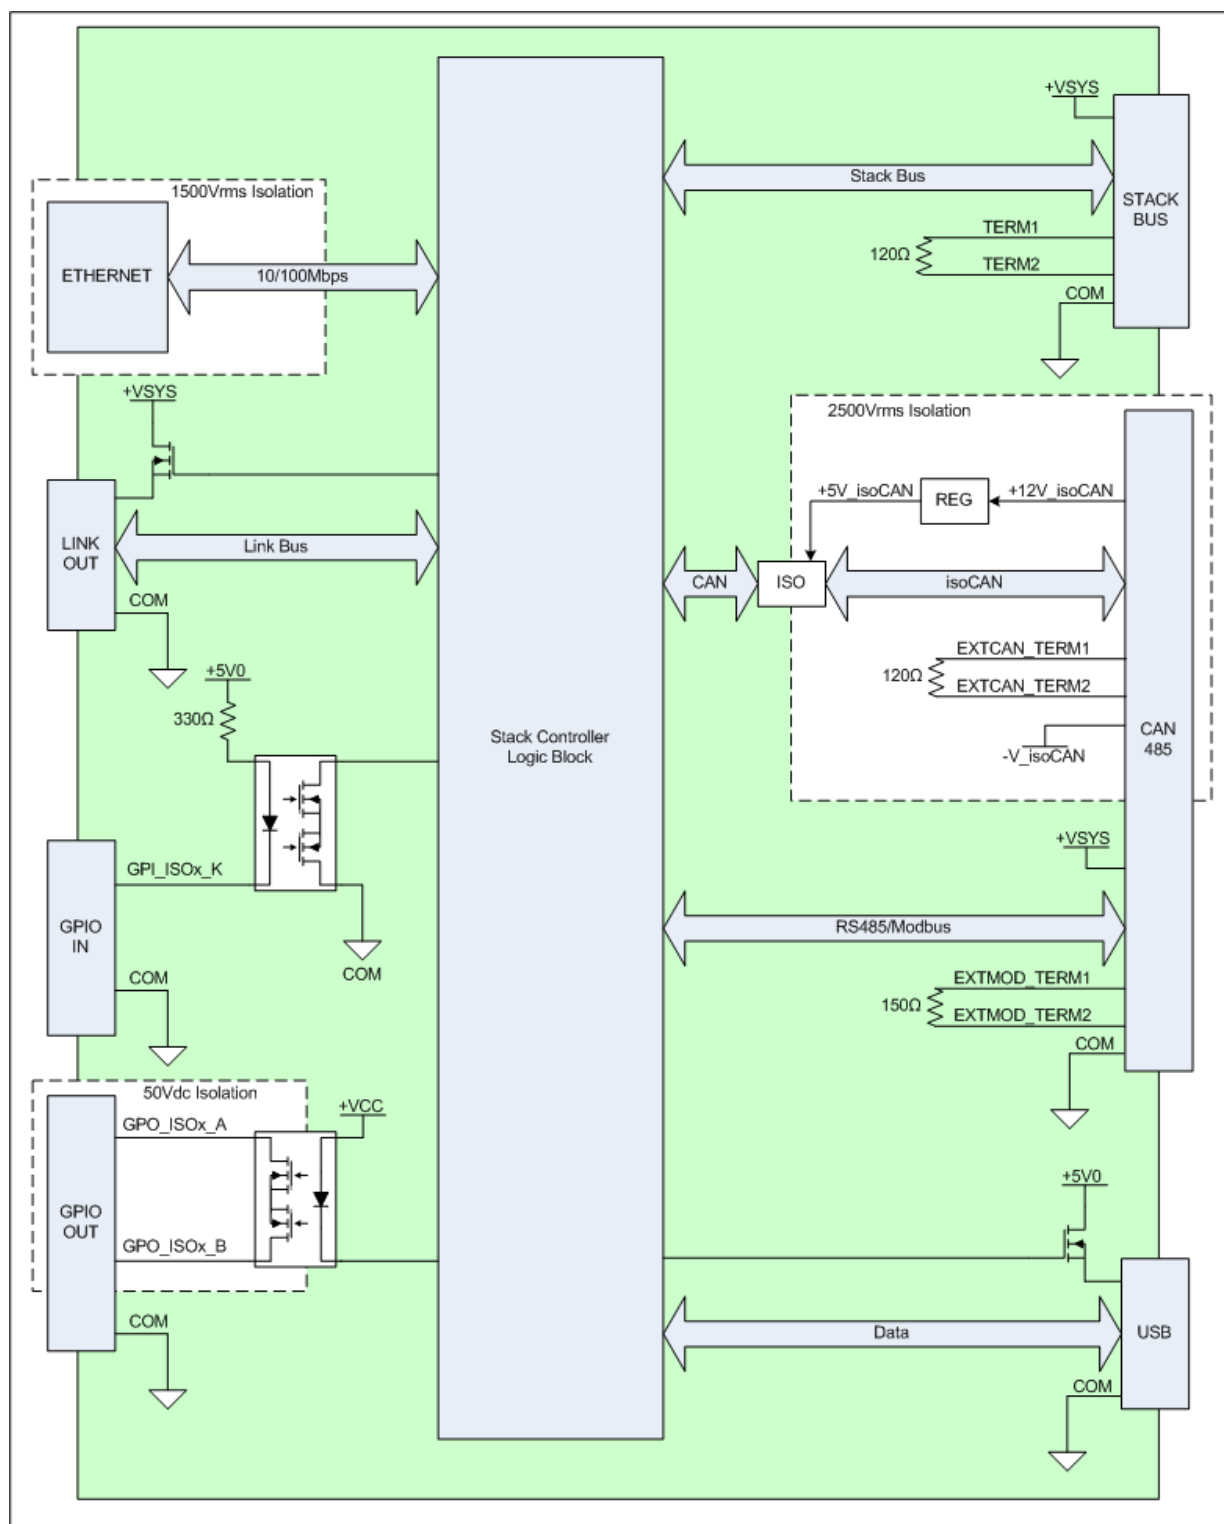 1500Vrms Isolation
ETHERNET
10/100Mbps
+VSYS
LINK
OUT
Link Bus
COM
+5V0
330Ω
GPI_ISOx_K
GPIO
IN
COM
COM
50Vdc Isolation
GPO_ISOx_A
+VCC
GPIO
OUT
GPO_ISOx_B
COM
Stack Controller
Logic Block
+VSYS
Stack Bus
STACK
BUS
TERM1
120Ω
TERM2
COM
2500Vrms Isolation
+5V_isoCAN
REG
+12V_isoCAN
CAN
ISO
isoCAN
EXTCAN_TERM1
120Ω
EXTCAN_TERM2
-V_isoCAN
CAN
485
+VSYS
RS485/Modbus
EXTMOD_TERM1
150Ω
EXTMOD_TERM2
COM
+5V0
Data
USB
COM